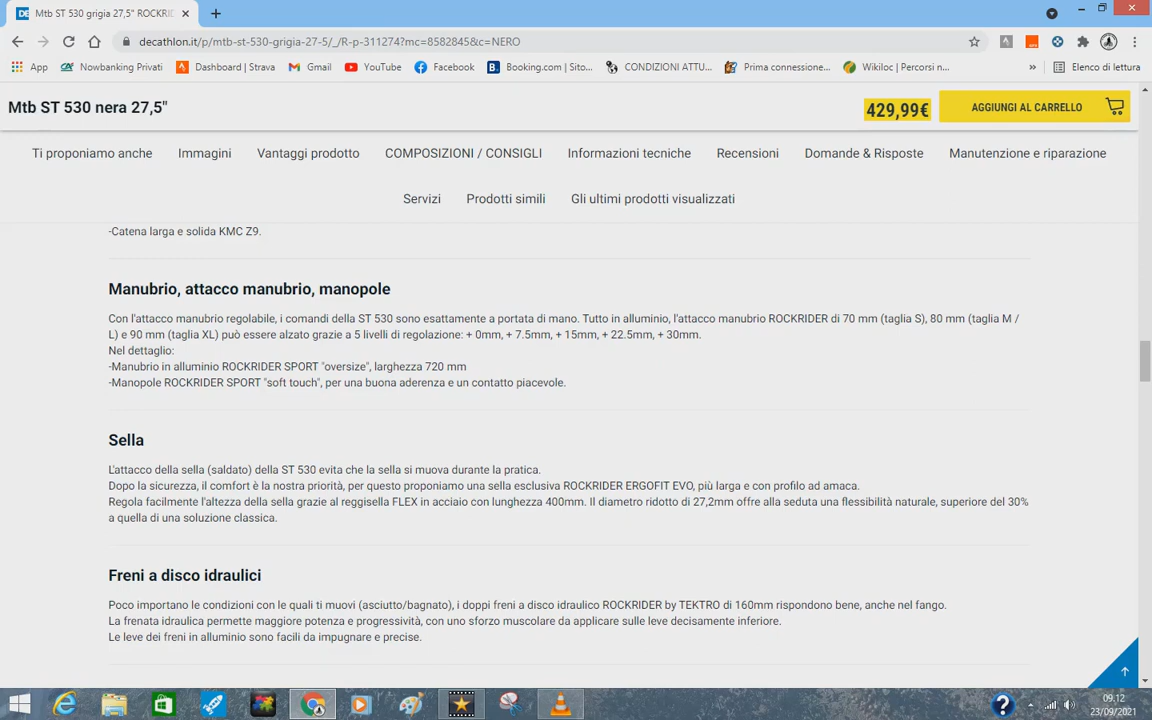 Mtb ST 530 grigia 27,5" ROCKRID
decathlon.it/p/mtb-st-530-grigia-27-5/_/R-p-311274?mc=8582845&c=NERO
App Nowbanking Privati Dashboard | Strava Gmail YouTube Facebook Booking.com | Sito... CONDIZIONI ATTU... Prima connessione... Wikiloc | Percorsi n... » Elenco di lettura
Mtb ST 530 nera 27,5" 429,99€ AGGIUNGI AL CARRELLO
Ti proponiamo anche Immagini Vantaggi prodotto COMPOSIZIONI / CONSIGLI Informazioni tecniche Recensioni Domande & Risposte Manutenzione e riparazione
Servizi Prodotti simili Gli ultimi prodotti visualizzati
-Catena larga e solida KMC Z9.
Manubrio, attacco manubrio, manopole
Con l'attacco manubrio regolabile, i comandi della ST 530 sono esattamente a portata di mano. Tutto in alluminio, l'attacco manubrio ROCKRIDER di 70 mm (taglia S), 80 mm (taglia M /
L) e 90 mm (taglia XL) può essere alzato grazie a 5 livelli di regolazione: + 0mm, + 7.5mm, + 15mm, + 22.5mm, + 30mm.
Nel dettaglio:
-Manubrio in alluminio ROCKRIDER SPORT "oversize", larghezza 720 mm
-Manopole ROCKRIDER SPORT "soft touch", per una buona aderenza e un contatto piacevole.
Sella
L'attacco della sella (saldato) della ST 530 evita che la sella si muova durante la pratica.
Dopo la sicurezza, il comfort è la nostra priorità, per questo proponiamo una sella esclusiva ROCKRIDER ERGOFIT EVO, più larga e con profilo ad amaca.
Regola facilmente l'altezza della sella grazie al reggisella FLEX in acciaio con lunghezza 400mm. Il diametro ridotto di 27,2mm offre alla seduta una flessibilità naturale, superiore del 30%
a quella di una soluzione classica.
Freni a disco idraulici
Poco importano le condizioni con le quali ti muovi (asciutto/bagnato), i doppi freni a disco idraulico ROCKRIDER by TEKTRO di 160mm rispondono bene, anche nel fango.
La frenata idraulica permette maggiore potenza e progressività, con uno sforzo muscolare da applicare sulle leve decisamente inferiore.
Le leve dei freni in alluminio sono facili da impugnare e precise.
09.12
23/09/2021